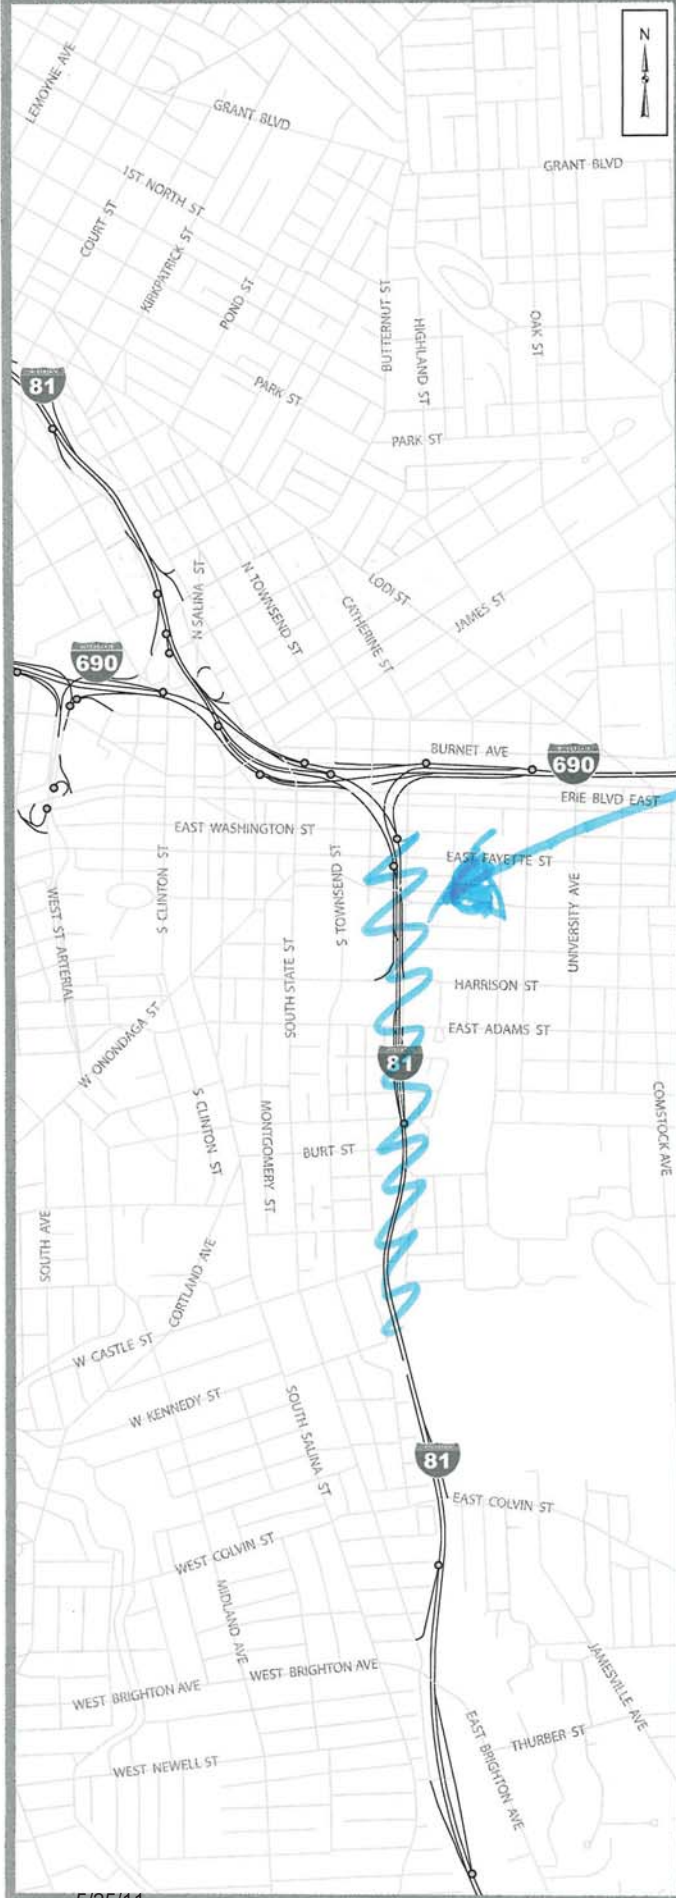 N
LEMOYNE AVE
GRANT BLVD
GRANT BLVD
1ST NORTH ST
COURT ST
KIRKPATRICK ST
POND ST
BUTTERNUT ST
HIGHLAND ST
OAK ST
81
PARK ST
PARK ST
N SALINA ST
N TOWNSEND ST
LODI ST
CATHERINE ST
JAMES ST
690
BURNET AVE
690
ERIE BLVD EAST
EAST WASHINGTON ST
EAST FAYETTE ST
S CLINTON ST
S TOWNSEND ST
UNIVERSITY AVE
WEST ST ARTERIAL
SOUTH STATE ST
HARRISON ST
EAST ADAMS ST
W ONONDAGA ST
81
S CLINTON ST
MONTGOMERY ST
BURT ST
COMSTOCK AVE
SOUTH AVE
CORTLAND AVE
W CASTLE ST
W KENNEDY ST
SOUTH SALINA ST
81
EAST COLVIN ST
WEST COLVIN ST
MIDLAND AVE
WEST BRIGHTON AVE
WEST BRIGHTON AVE
JAMESVILLE AVE
THURBER ST
EAST BRIGHTON AVE
WEST NEWELL ST